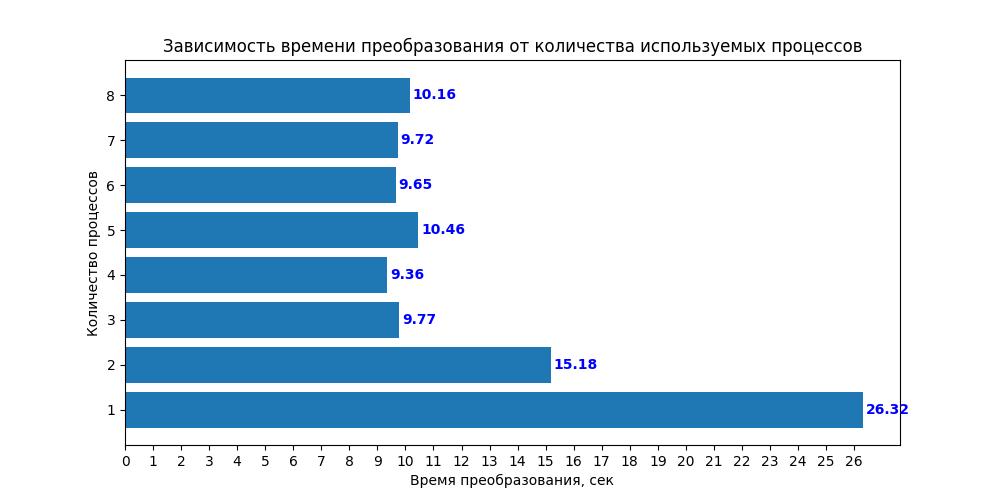 Зависимость времени преобразования от количества используемых процессов
Количество процессов
8 10.16
7 9.72
6 9.65
5 10.46
4 9.36
3 9.77
2 15.18
1 26.32
0 1 2 3 4 5 6 7 8 9 10 11 12 13 14 15 16 17 18 19 20 21 22 23 24 25 26
Время преобразования, сек